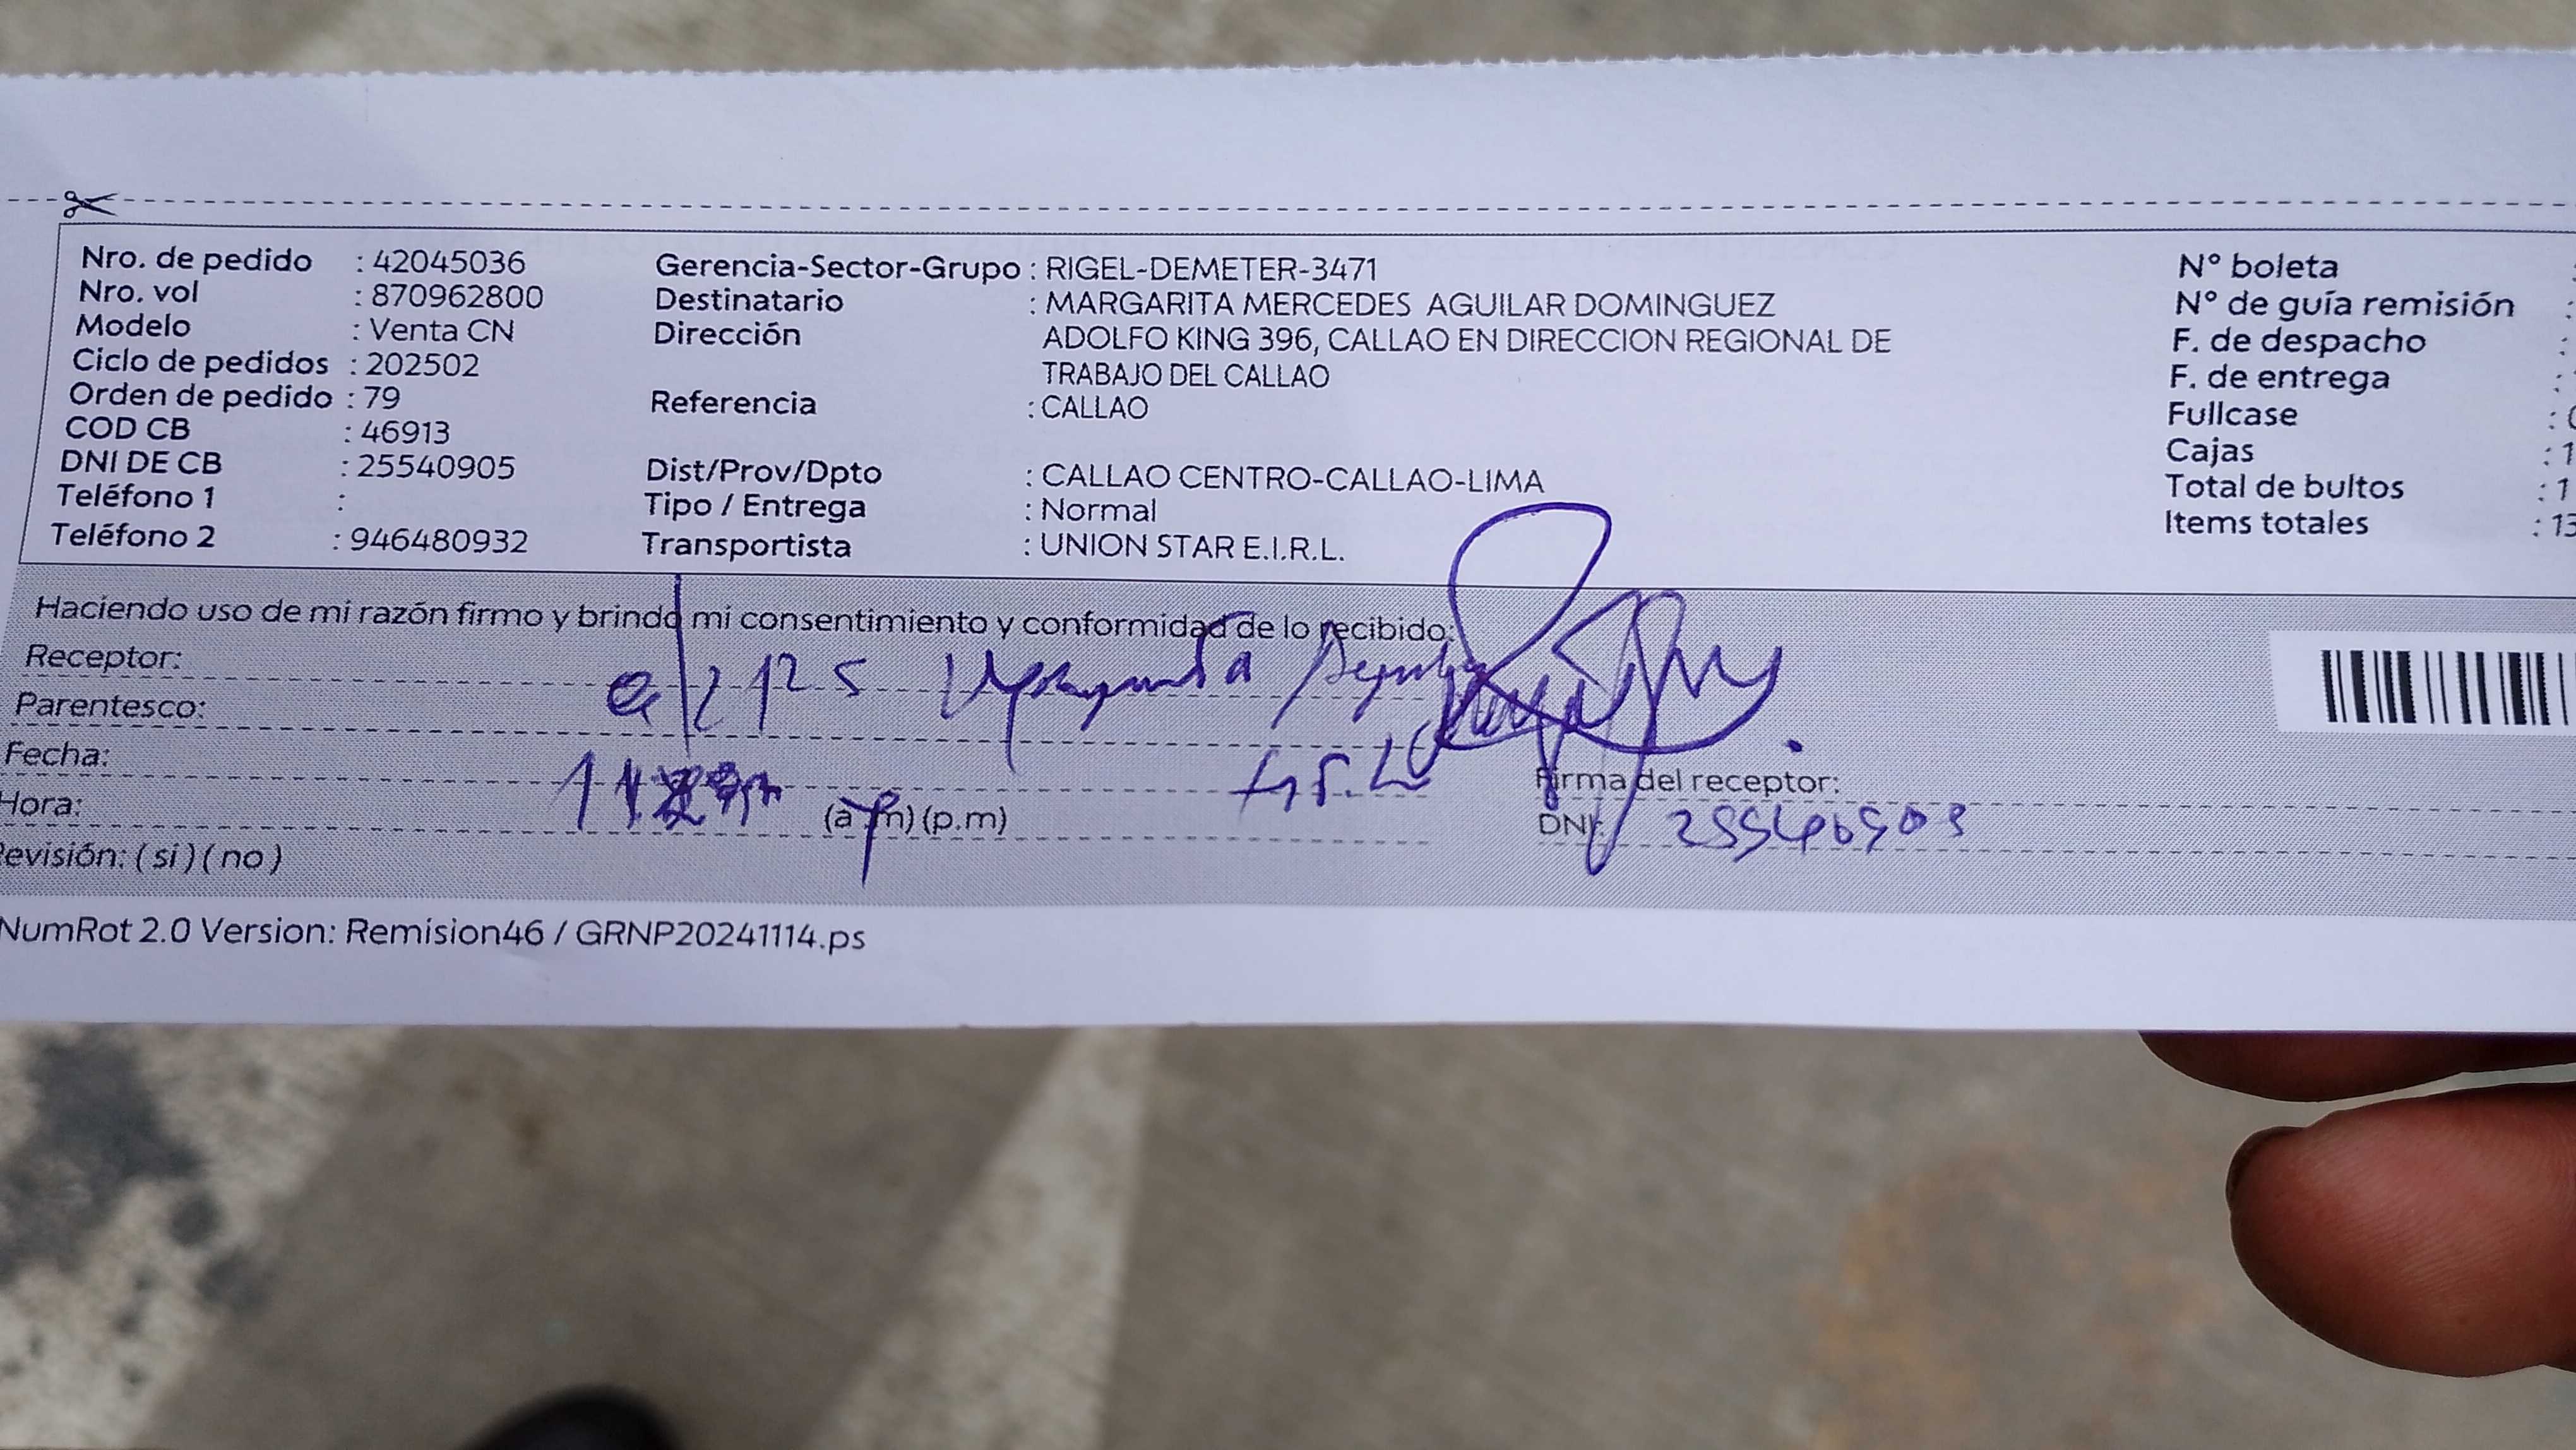 Nro. de pedido : 42045036 Gerencia-Sector-Grupo : RIGEL-DEMETER-3471 N° boleta
Nro. vol : 870962800 Destinatario : MARGARITA MERCEDES AGUILAR DOMINGUEZ N° de guía remisión :
Modelo : Venta CN Dirección ADOLFO KING 396, CALLAO EN DIRECCION REGIONAL DE F. de despacho :
Ciclo de pedidos : 202502 TRABAJO DEL CALLAO F. de entrega :
Orden de pedido : 79 Referencia : CALLAO Fullcase :
COD CB : 46913 Cajas : 1
DNI DE CB : 25540905 Dist/Prov/Dpto : CALLAO CENTRO-CALLAO-LIMA Total de bultos : 1
Teléfono 1 : Tipo / Entrega : Normal Items totales : 13
Teléfono 2 : 946480932 Transportista : UNION STAR E.I.R.L.
Haciendo uso de mi razón firmo y brindo mi consentimiento y conformidad de lo recibido:
Receptor:
Parentesco:
Fecha:
Firma del receptor:
Hora: (a.m) (p.m)
DNI:
Revisión: ( si ) ( no )
NumRot 2.0 Version: Remision46 / GRNP20241114.ps